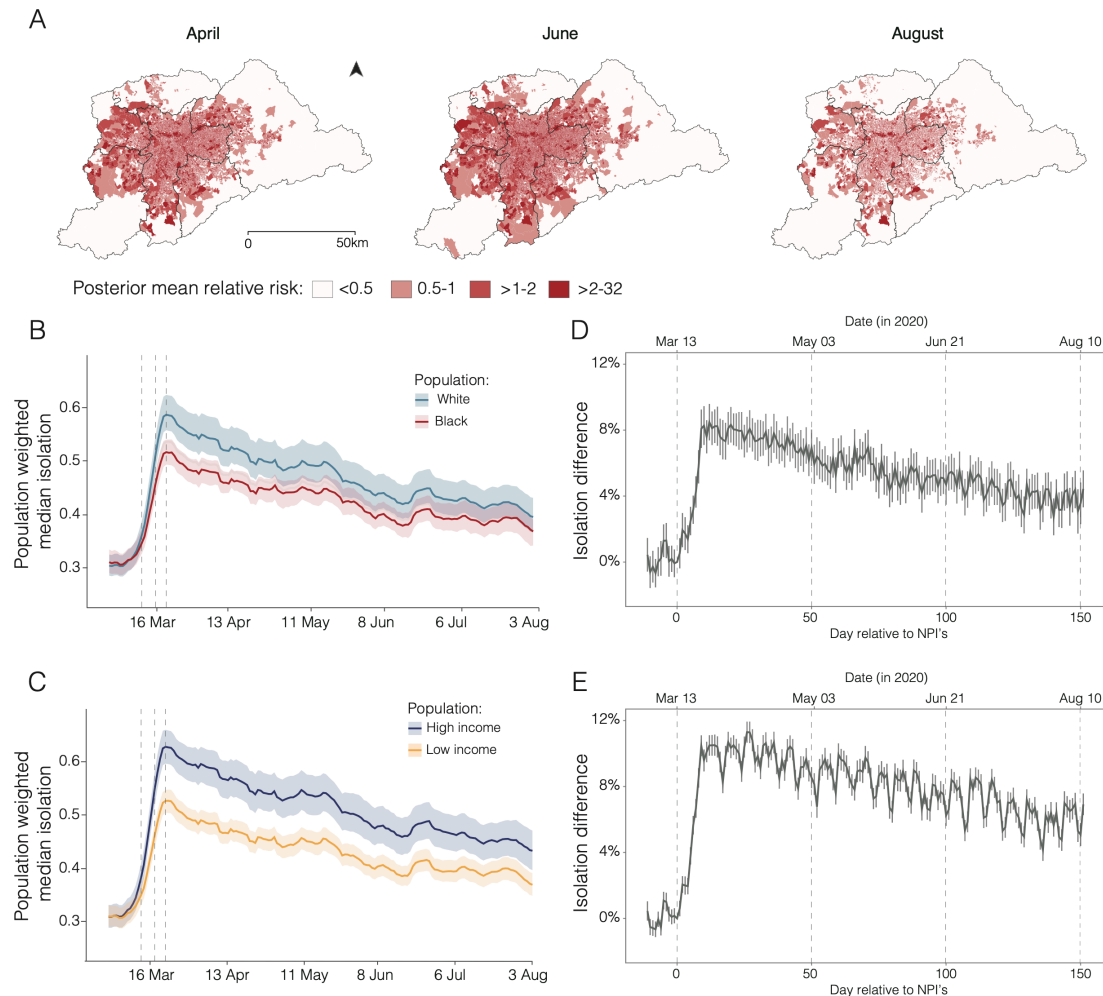 A
April
June
August
0
50km
Posterior mean relative risk:
<0.5
0.5-1
>1-2
>2-32
B
Population weighted
median isolation
0.6
0.5
0.4
0.3
Population:
White
Black
16 Mar
13 Apr
11 May
8 Jun
6 Jul
3 Aug
D
Date (in 2020)
Mar 13
May 03
Jun 21
Aug 10
Isolation difference
12%
8%
4%
0%
0
50
100
150
Day relative to NPI's
C
Population weighted
median isolation
0.6
0.5
0.4
0.3
Population:
High income
Low income
16 Mar
13 Apr
11 May
8 Jun
6 Jul
3 Aug
E
Date (in 2020)
Mar 13
May 03
Jun 21
Aug 10
Isolation difference
12%
8%
4%
0%
0
50
100
150
Day relative to NPI's